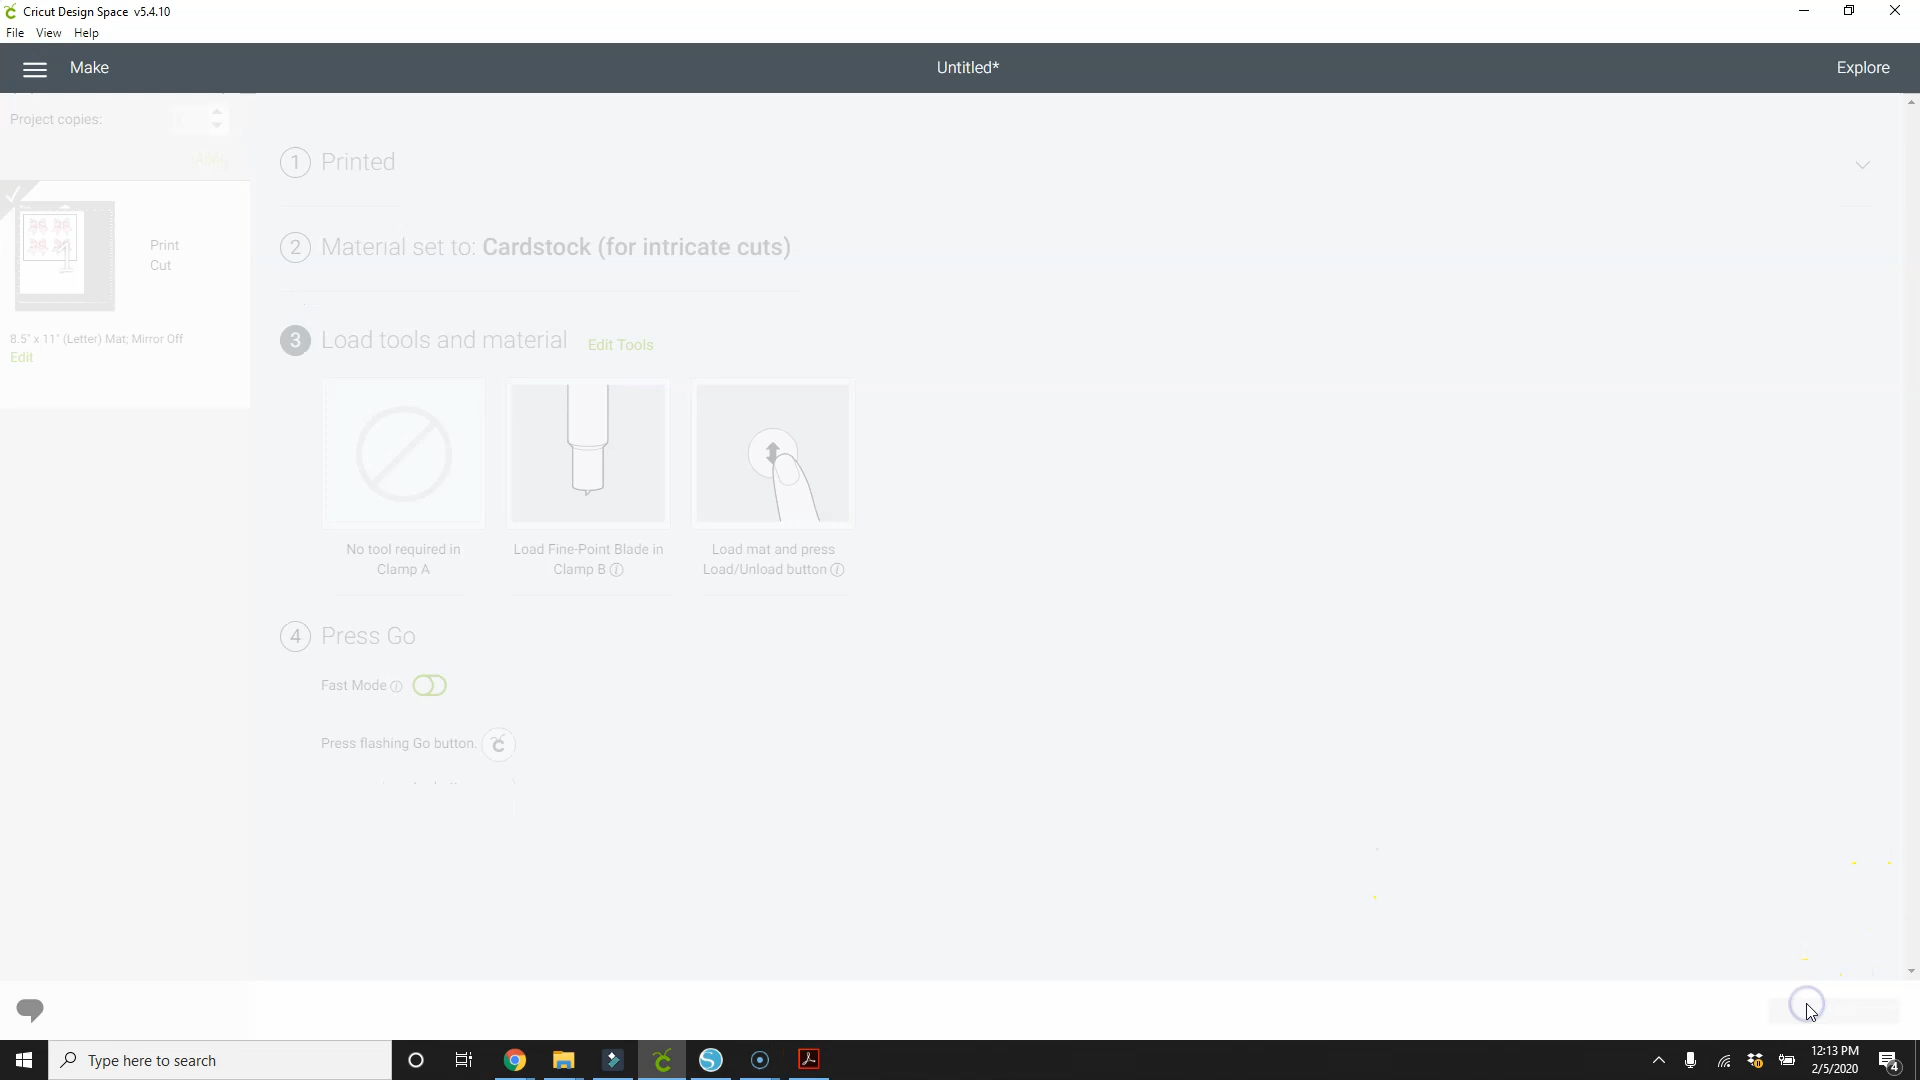 Cricut Design Space v5.4.10
File View Help
Make
Untitled*
Explore
Project copies:
1 Printed
2 Material set to: Cardstock (for intricate cuts)
Print
Cut
8.5" x 11" (Letter) Mat; Mirror Off
Edit
3 Load tools and material Edit Tools
No tool required in
Clamp A
Load Fine-Point Blade in
Clamp B
Load mat and press
Load/Unload button
4 Press Go
Fast Mode
Press flashing Go button.
Type here to search
12:13 PM
2/5/2020
4